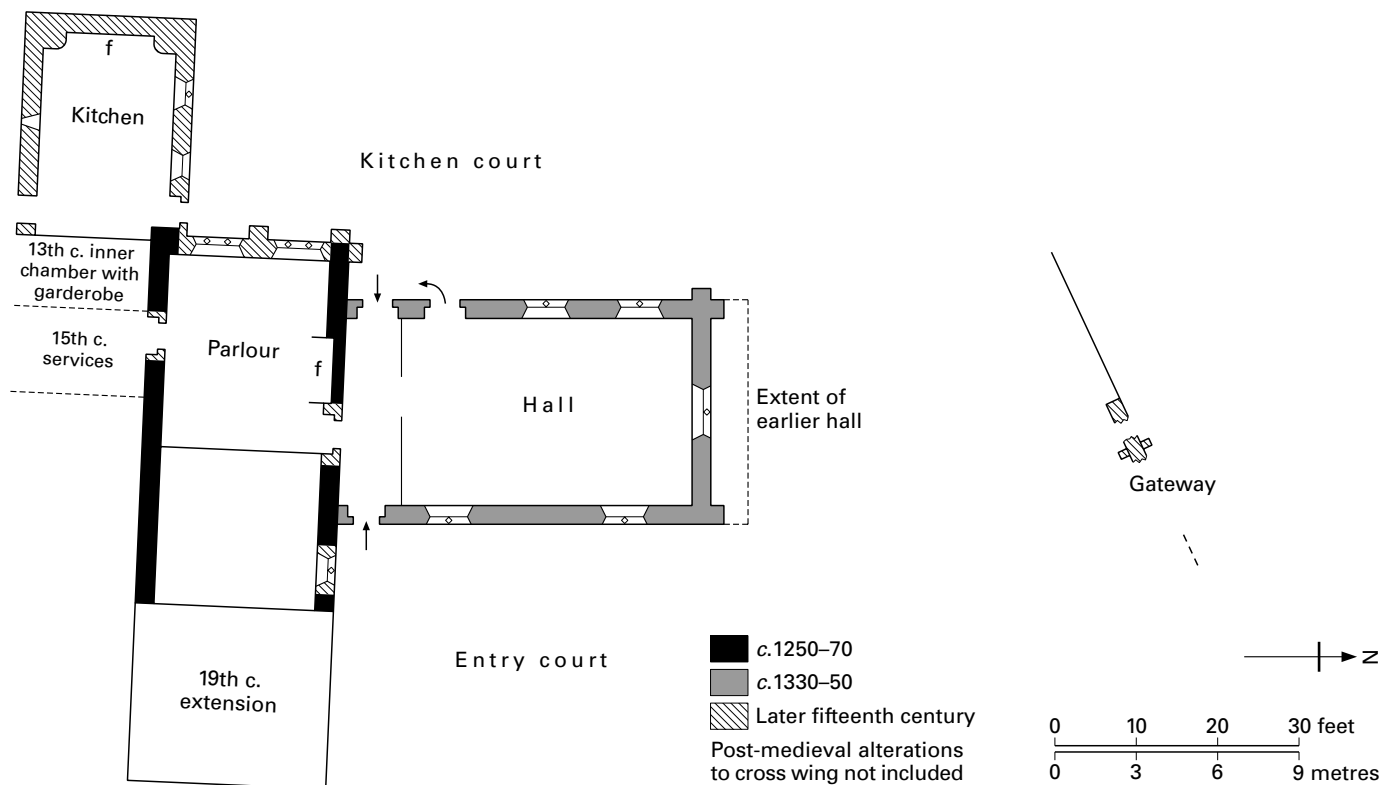 f
Kitchen
Kitchen court
13th c. inner
chamber with
garderobe
15th c.
services
Parlour
f
Hall
Extent of
earlier hall
Gateway
Entry court
19th c.
extension
c.1250–70
c.1330–50
Later fifteenth century
Post-medieval alterations
to cross wing not included
N
0 10 20 30 feet
0 3 6 9 metres